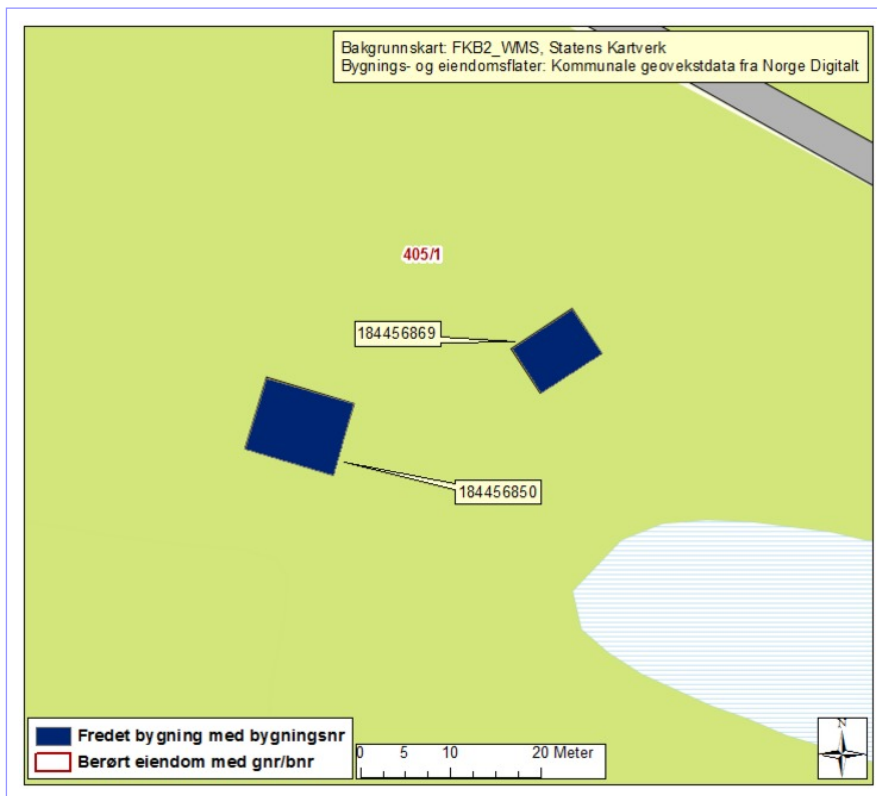 Bakgrunnskart: FKB2_WMS, Statens Kartverk
Bygnings- og eiendomsflater: Kommunale geovekstdata fra Norge Digitalt
405/1
184456869
184456850
Fredet bygning med bygningsnr
Berørt eiendom med gnr/bnr
0 5 10 20 Meter
N